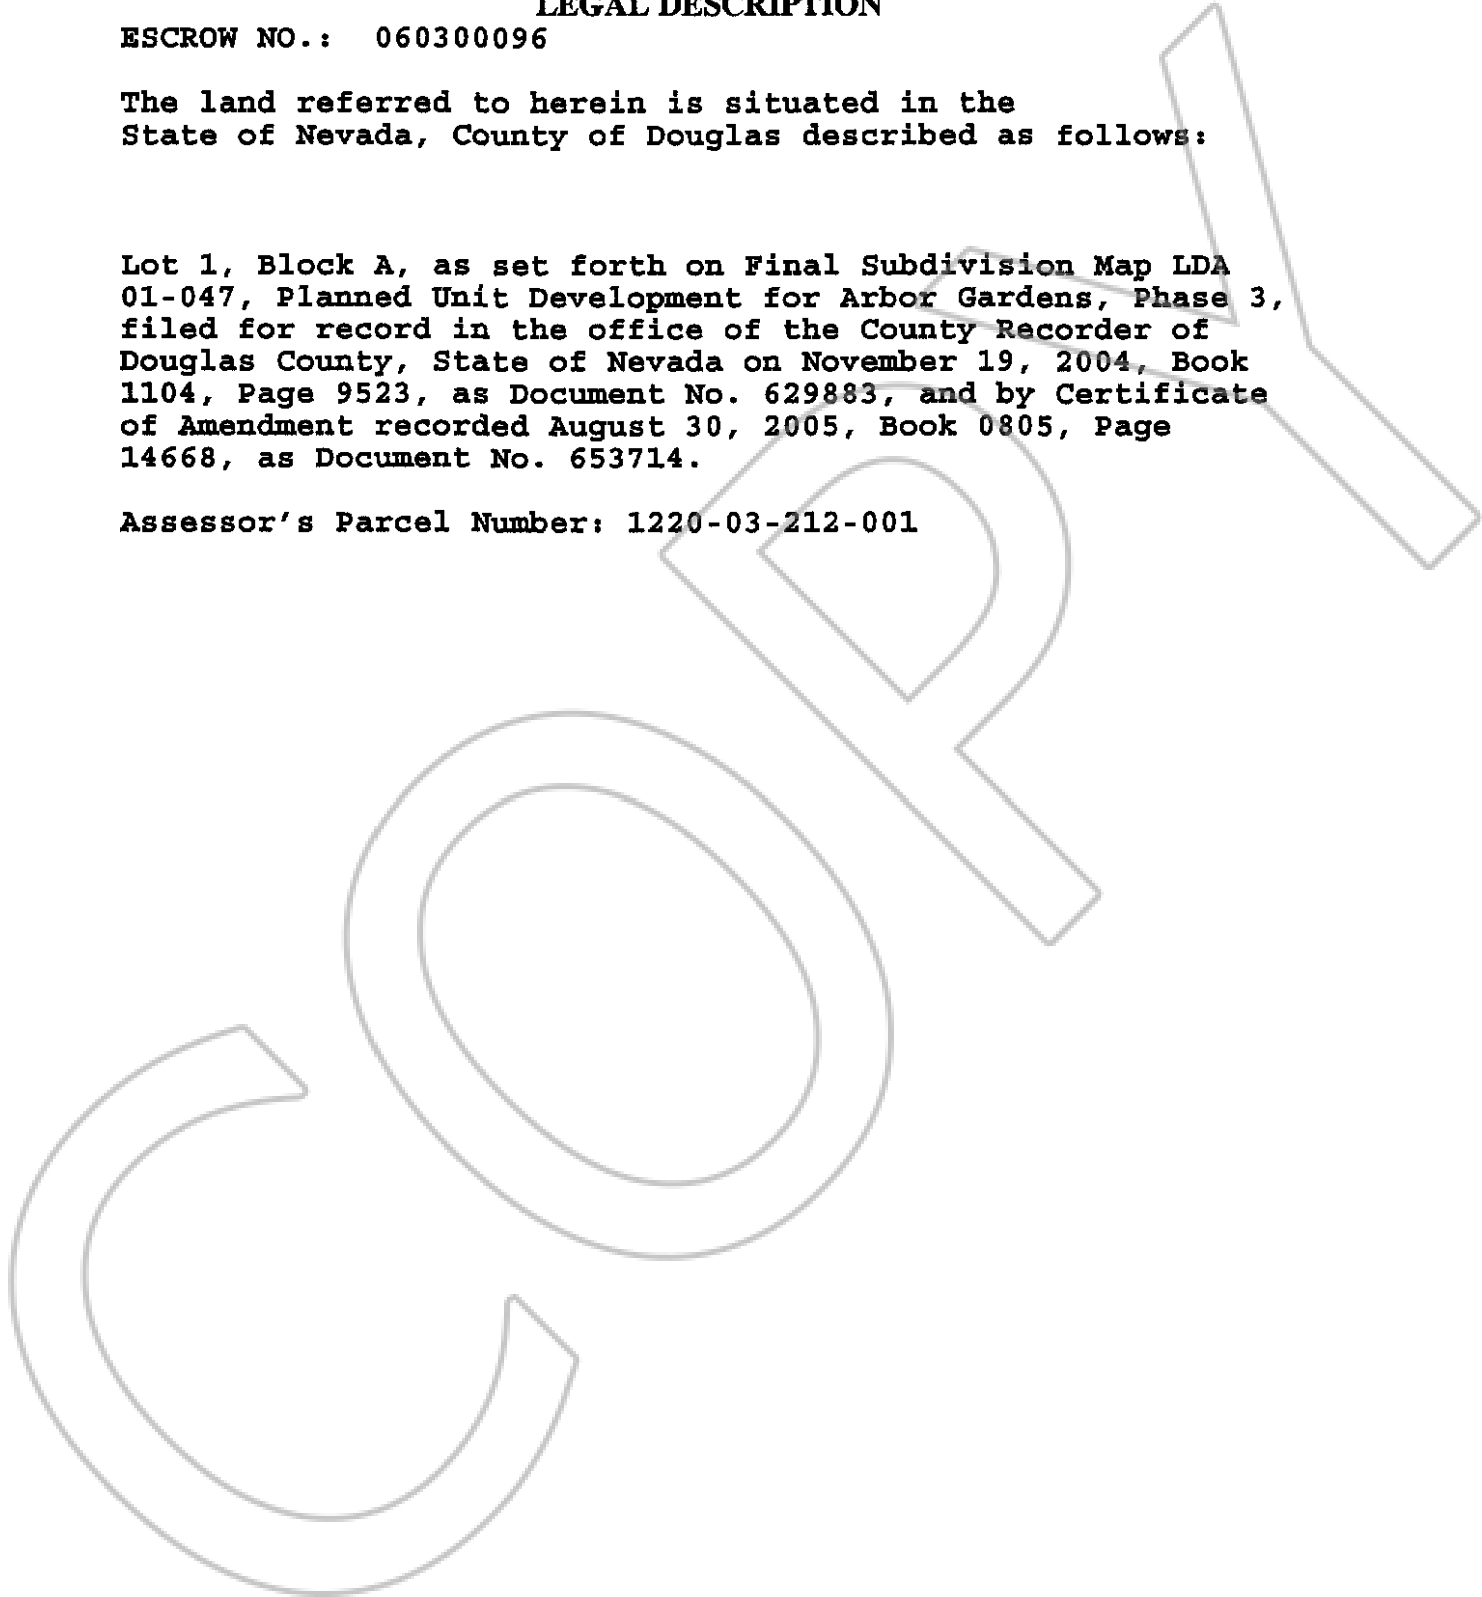 LEGAL DESCRIPTION
ESCROW NO.: 060300096
The land referred to herein is situated in the
State of Nevada, County of Douglas described as follows:
Lot 1, Block A, as set forth on Final Subdivision Map LDA
01-047, Planned Unit Development for Arbor Gardens, Phase 3,
filed for record in the office of the County Recorder of
Douglas County, State of Nevada on November 19, 2004, Book
1104, Page 9523, as Document No. 629883, and by Certificate
of Amendment recorded August 30, 2005, Book 0805, Page
14668, as Document No. 653714.
Assessor's Parcel Number: 1220-03-212-001
COPY